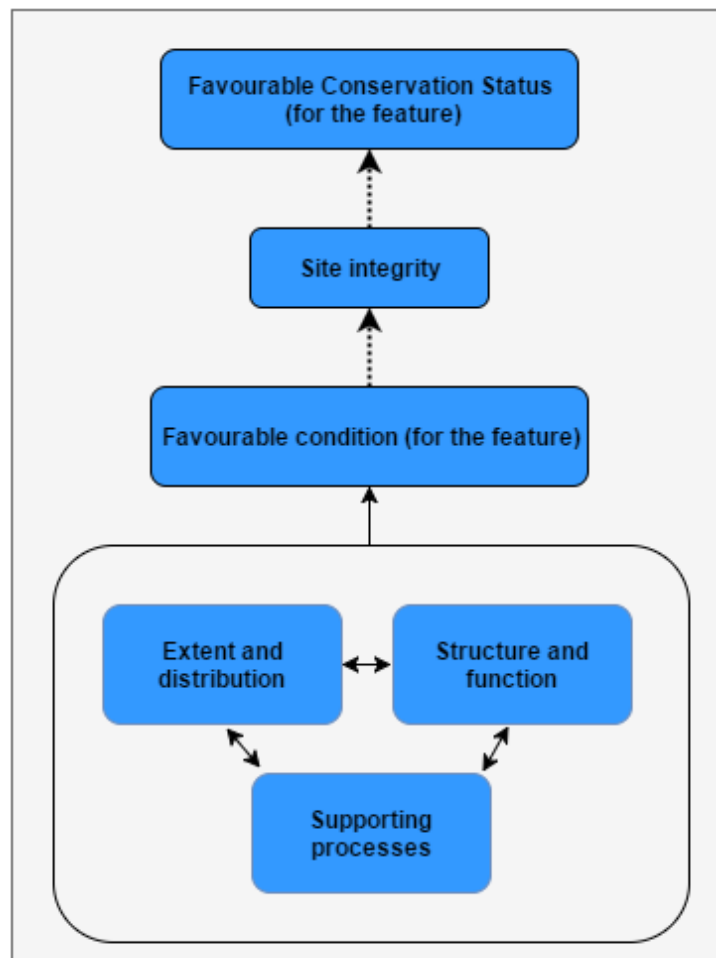 Favourable Conservation Status
(for the feature)
Site integrity
Favourable condition (for the feature)
Extent and
distribution
Structure and
function
Supporting
processes